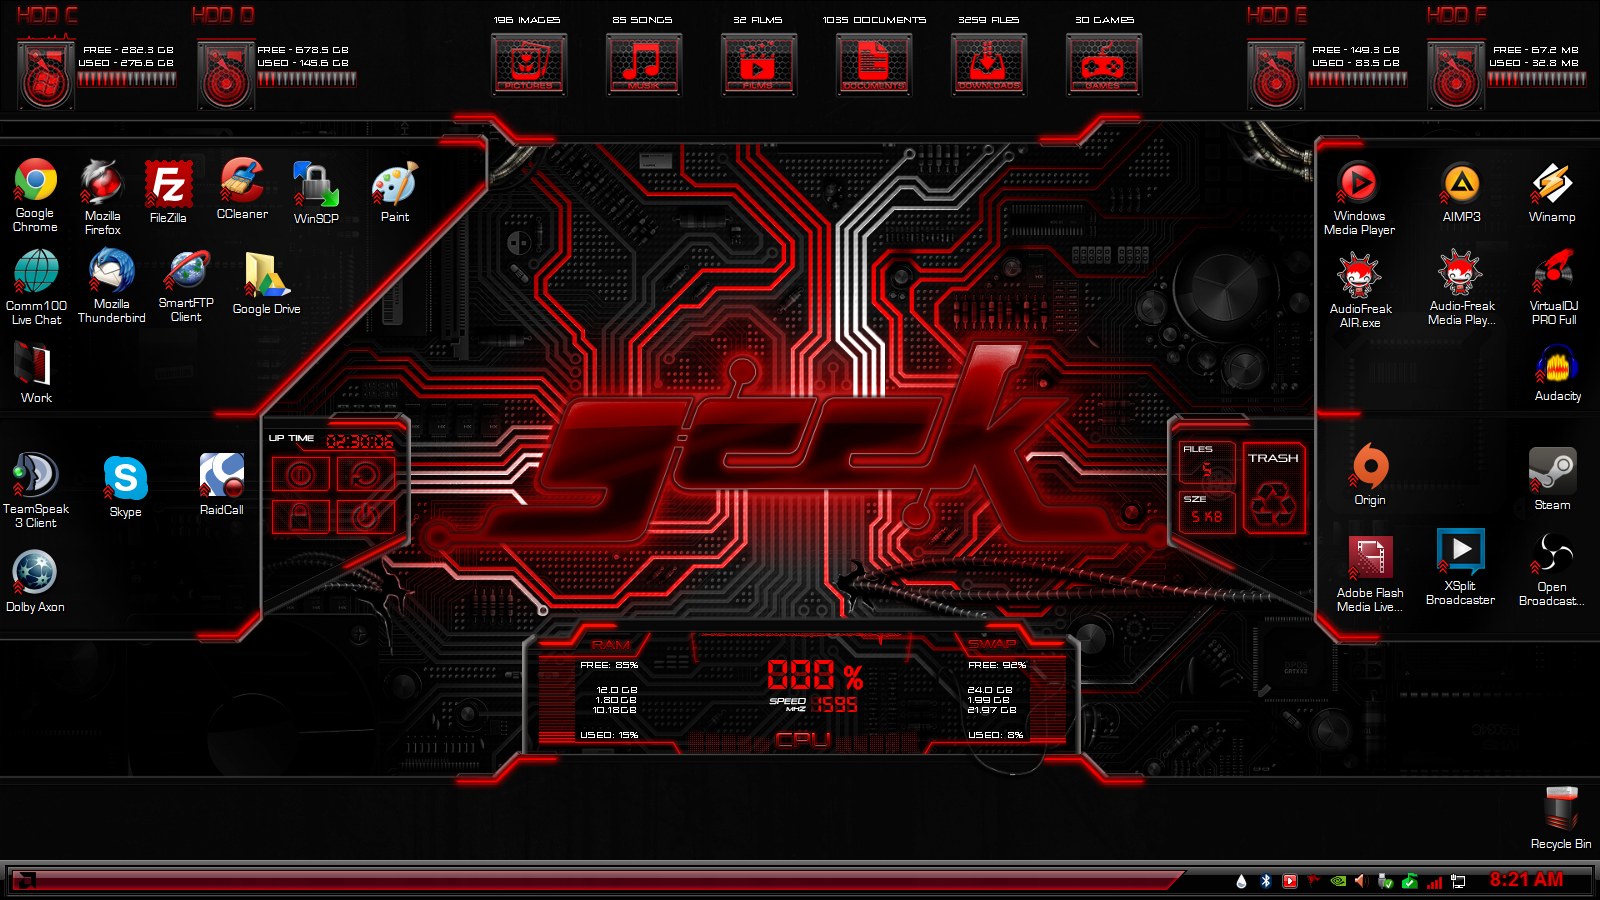 HDD C
FREE - 282.3 GB
USED - 276.6 GB
HDD D
FREE - 678.5 GB
USED - 145.6 GB
196 IMAGES
PICTURES
85 SONGS
MUSIK
32 FILMS
FILMS
1035 DOCUMENTS
DOCUMENTS
3259 FILES
DOWNLOADS
30 GAMES
GAMES
HDD E
FREE - 149.3 GB
USED - 83.5 GB
HDD F
FREE - 67.2 MB
USED - 32.8 MB
Google
Chrome
Mozilla
Firefox
Fz
FileZilla
CCleaner
WinSCP
Paint
Comm100
Live Chat
Mozilla
Thunderbird
SmartFTP
Client
Google Drive
Work
Windows
Media Player
AIMP3
Winamp
AudioFreak
AIR.exe
Audio-Freak
Media Play...
VirtualDJ
PRO Full
Audacity
TeamSpeak
3 Client
Skype
RaidCall
Dolby Axon
UP TIME 02:30:06
geek
FILES
5
SZE
5 KB
TRASH
Origin
Steam
Adobe Flash
Media Live...
XSplit
Broadcaster
Open
Broadcast...
RAM
FREE: 85%
12.0 GB
1.80 GB
10.18GB
USED: 15%
000 %
SPEED
MHZ
1595
CPU
SWAP
FREE: 92%
24.0 GB
1.99 GB
21.97 GB
USED: 8%
Recycle Bin
8:21 AM